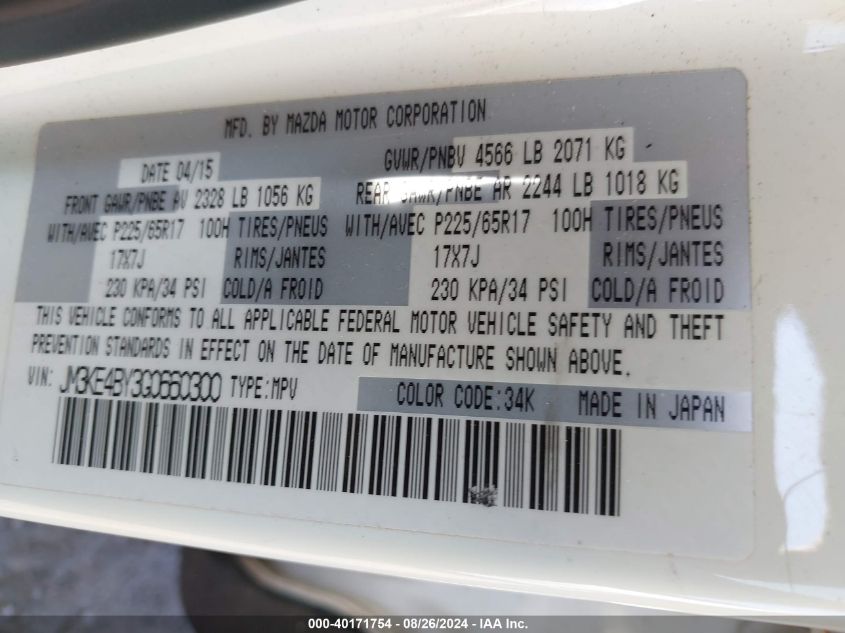 MFD. BY MAZDA MOTOR CORPORATION
DATE 04/15 GVWR/PNBV 4566 LB 2071 KG
FRONT GAWR/PNBE AV 2328 LB 1056 KG REAR GAWR/PNBE AR 2244 LB 1018 KG
WITH/AVEC P225/65R17 100H TIRES/PNEUS WITH/AVEC P225/65R17 100H TIRES/PNEUS
17X7J RIMS/JANTES 17X7J RIMS/JANTES
230 KPA/34 PSI COLD/A FROID 230 KPA/34 PSI COLD/A FROID
THIS VEHICLE CONFORMS TO ALL APPLICABLE FEDERAL MOTOR VEHICLE SAFETY AND THEFT
PREVENTION STANDARDS IN EFFECT ON THE DATE OF MANUFACTURE SHOWN ABOVE.
VIN: JM3KE4BY3G0660300 TYPE:MPV COLOR CODE:34K MADE IN JAPAN
000-40171754 - 08/26/2024 - IAA Inc.